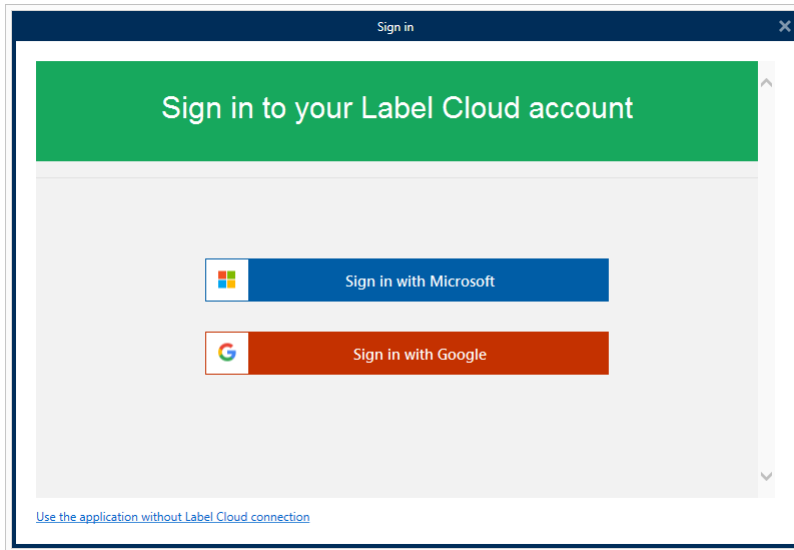 Sign in
Sign in to your Label Cloud account
Sign in with Microsoft
Sign in with Google
Use the application without Label Cloud connection